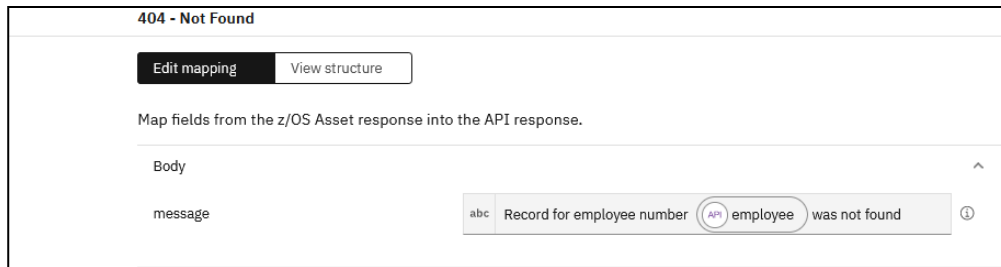 404 - Not Found
Edit mapping View structure
Map fields from the z/OS Asset response into the API response.
Body
message abc Record for employee number API employee was not found